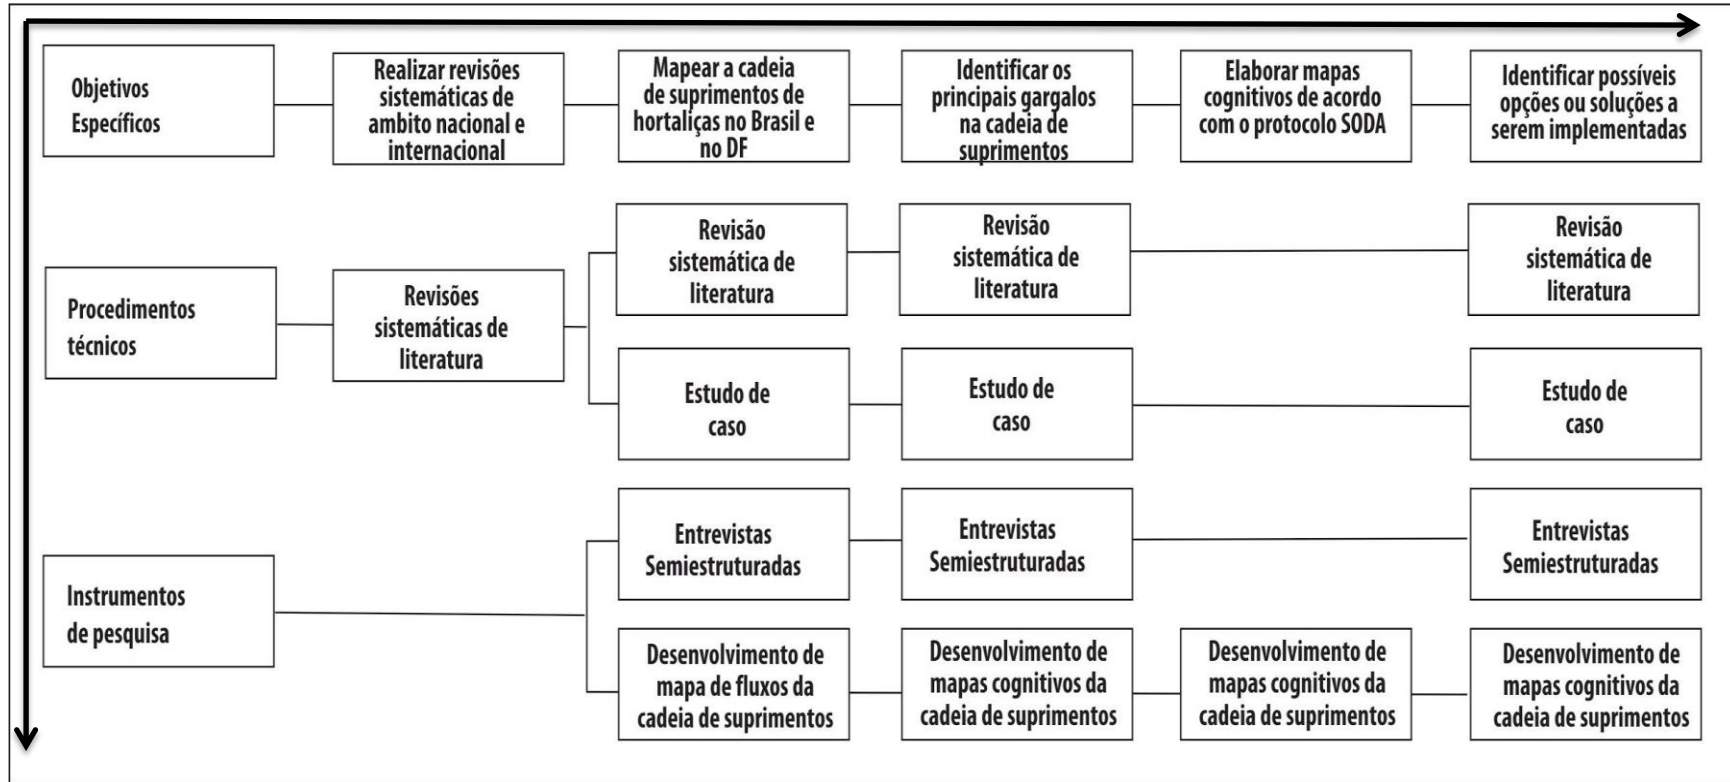 Objetivos
Específicos
Realizar revisões
sistemáticas de
ambito nacional e
internacional
Mapear a cadeia
de suprimentos de
hortaliças no Brasil e
no DF
Identificar os
principais gargalos
na cadeia de
suprimentos
Elaborar mapas
cognitivos de acordo
com o protocolo SODA
Identificar possíveis
opções ou soluções a
serem implementadas
Procedimentos
técnicos
Revisões
sistemáticas de
literatura
Revisão
sistemática de
literatura
Revisão
sistemática de
literatura
Revisão
sistemática de
literatura
Estudo de
caso
Estudo de
caso
Estudo de
caso
Instrumentos
de pesquisa
Entrevistas
Semiestruturadas
Entrevistas
Semiestruturadas
Entrevistas
Semiestruturadas
Desenvolvimento de
mapa de fluxos da
cadeia de suprimentos
Desenvolvimento de
mapas cognitivos da
cadeia de suprimentos
Desenvolvimento de
mapas cognitivos da
cadeia de suprimentos
Desenvolvimento de
mapas cognitivos da
cadeia de suprimentos